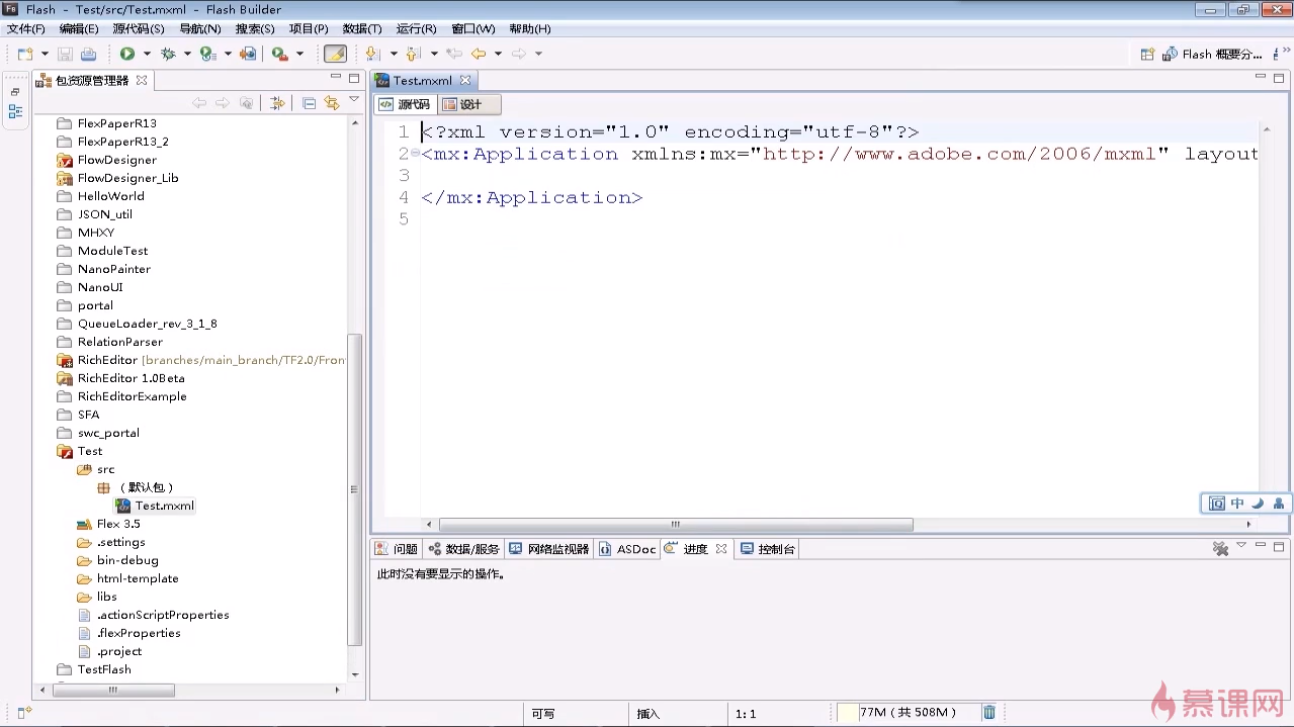 Flash - Test/src/Test.mxml - Flash Builder
文件(F) 编辑(E) 源代码(S) 导航(N) 搜索(S) 项目(P) 数据(T) 运行(R) 窗口(W) 帮助(H)
Flash 概要分...
包资源管理器
Test.mxml
源代码 设计
FlexPaperR13
FlexPaperR13_2
FlowDesigner
FlowDesigner_Lib
HelloWorld
JSON_util
MHXY
ModuleTest
NanoPainter
NanoUI
portal
QueueLoader_rev_3_1_8
RelationParser
RichEditor [branches/main_branch/TF2.0/Fron
RichEditor 1.0Beta
RichEditorExample
SFA
swc_portal
Test
src
（默认包）
Test.mxml
Flex 3.5
.settings
bin-debug
html-template
libs
.actionScriptProperties
.flexProperties
.project
TestFlash
1 <?xml version="1.0" encoding="utf-8"?>
2 <mx:Application xmlns:mx="http://www.adobe.com/2006/mxml" layout
3
4 </mx:Application>
5
中
问题 数据/服务 网络监视器 ASDoc 进度 控制台
此时没有要显示的操作。
可写 插入 1:1 77M（共 508M）
慕课网